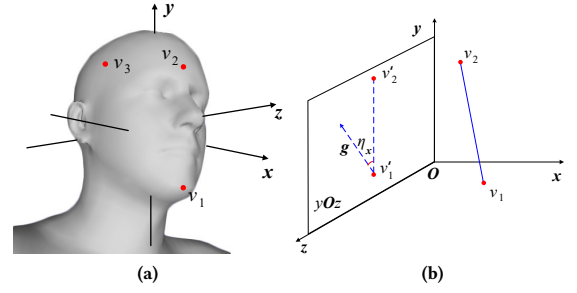 y
v₃
v₂
z
x
v₁
(a)
y
v₂
v′₂
g
ηₓ
v′₁
O
x
v₁
yOz
z
(b)